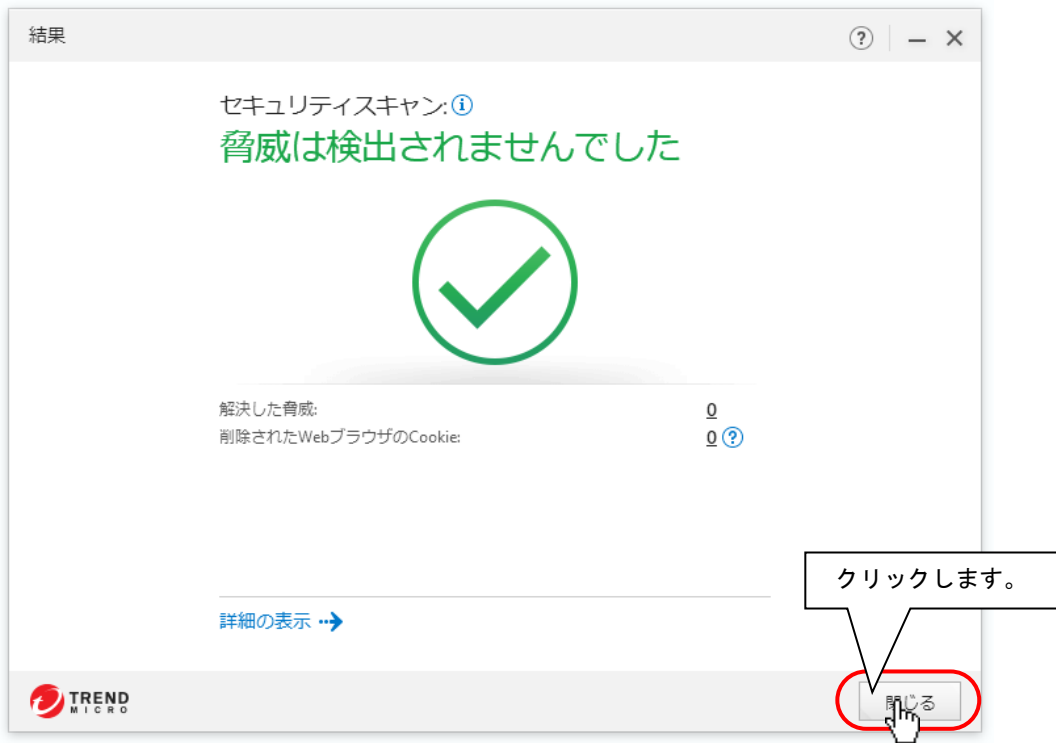 結果
セキュリティスキャン:
脅威は検出されませんでした
解決した脅威: 0
削除されたWebブラウザのCookie: 0 ?
クリックします。
詳細の表示
TREND
MICRO
閉じる